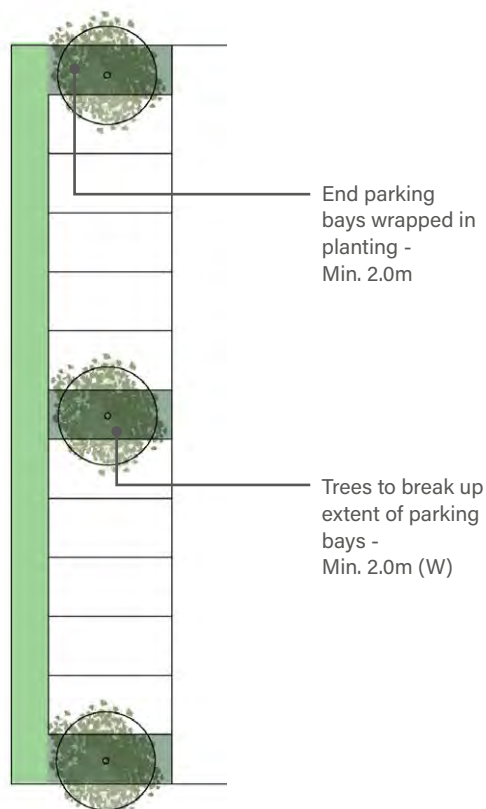 End parking
bays wrapped in
planting -
Min. 2.0m
Trees to break up
extent of parking
bays -
Min. 2.0m (W)